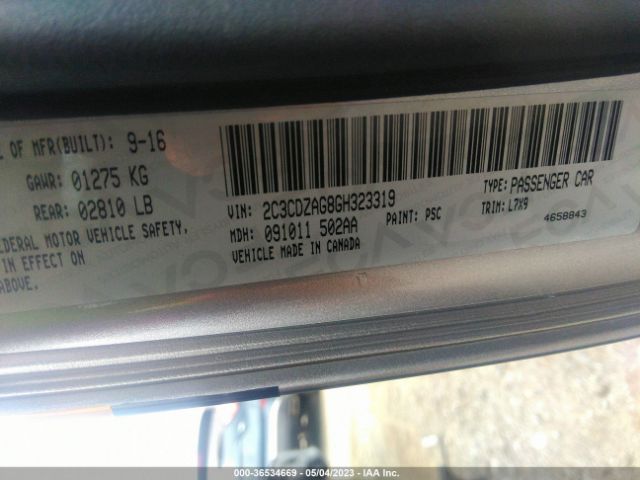 L OF MFR(BUILT): 9-16
GAWR: 01275 KG
REAR: 02810 LB
EDERAL MOTOR VEHICLE SAFETY,
IN EFFECT ON
ABOVE.
VIN: 2C3CDZAG8GH323319
TYPE: PASSENGER CAR
MDH: 091011 502AA
PAINT: PSC
TRIM: L7X9
VEHICLE MADE IN CANADA
4658843
000-36534669 - 05/04/2023 - IAA Inc.